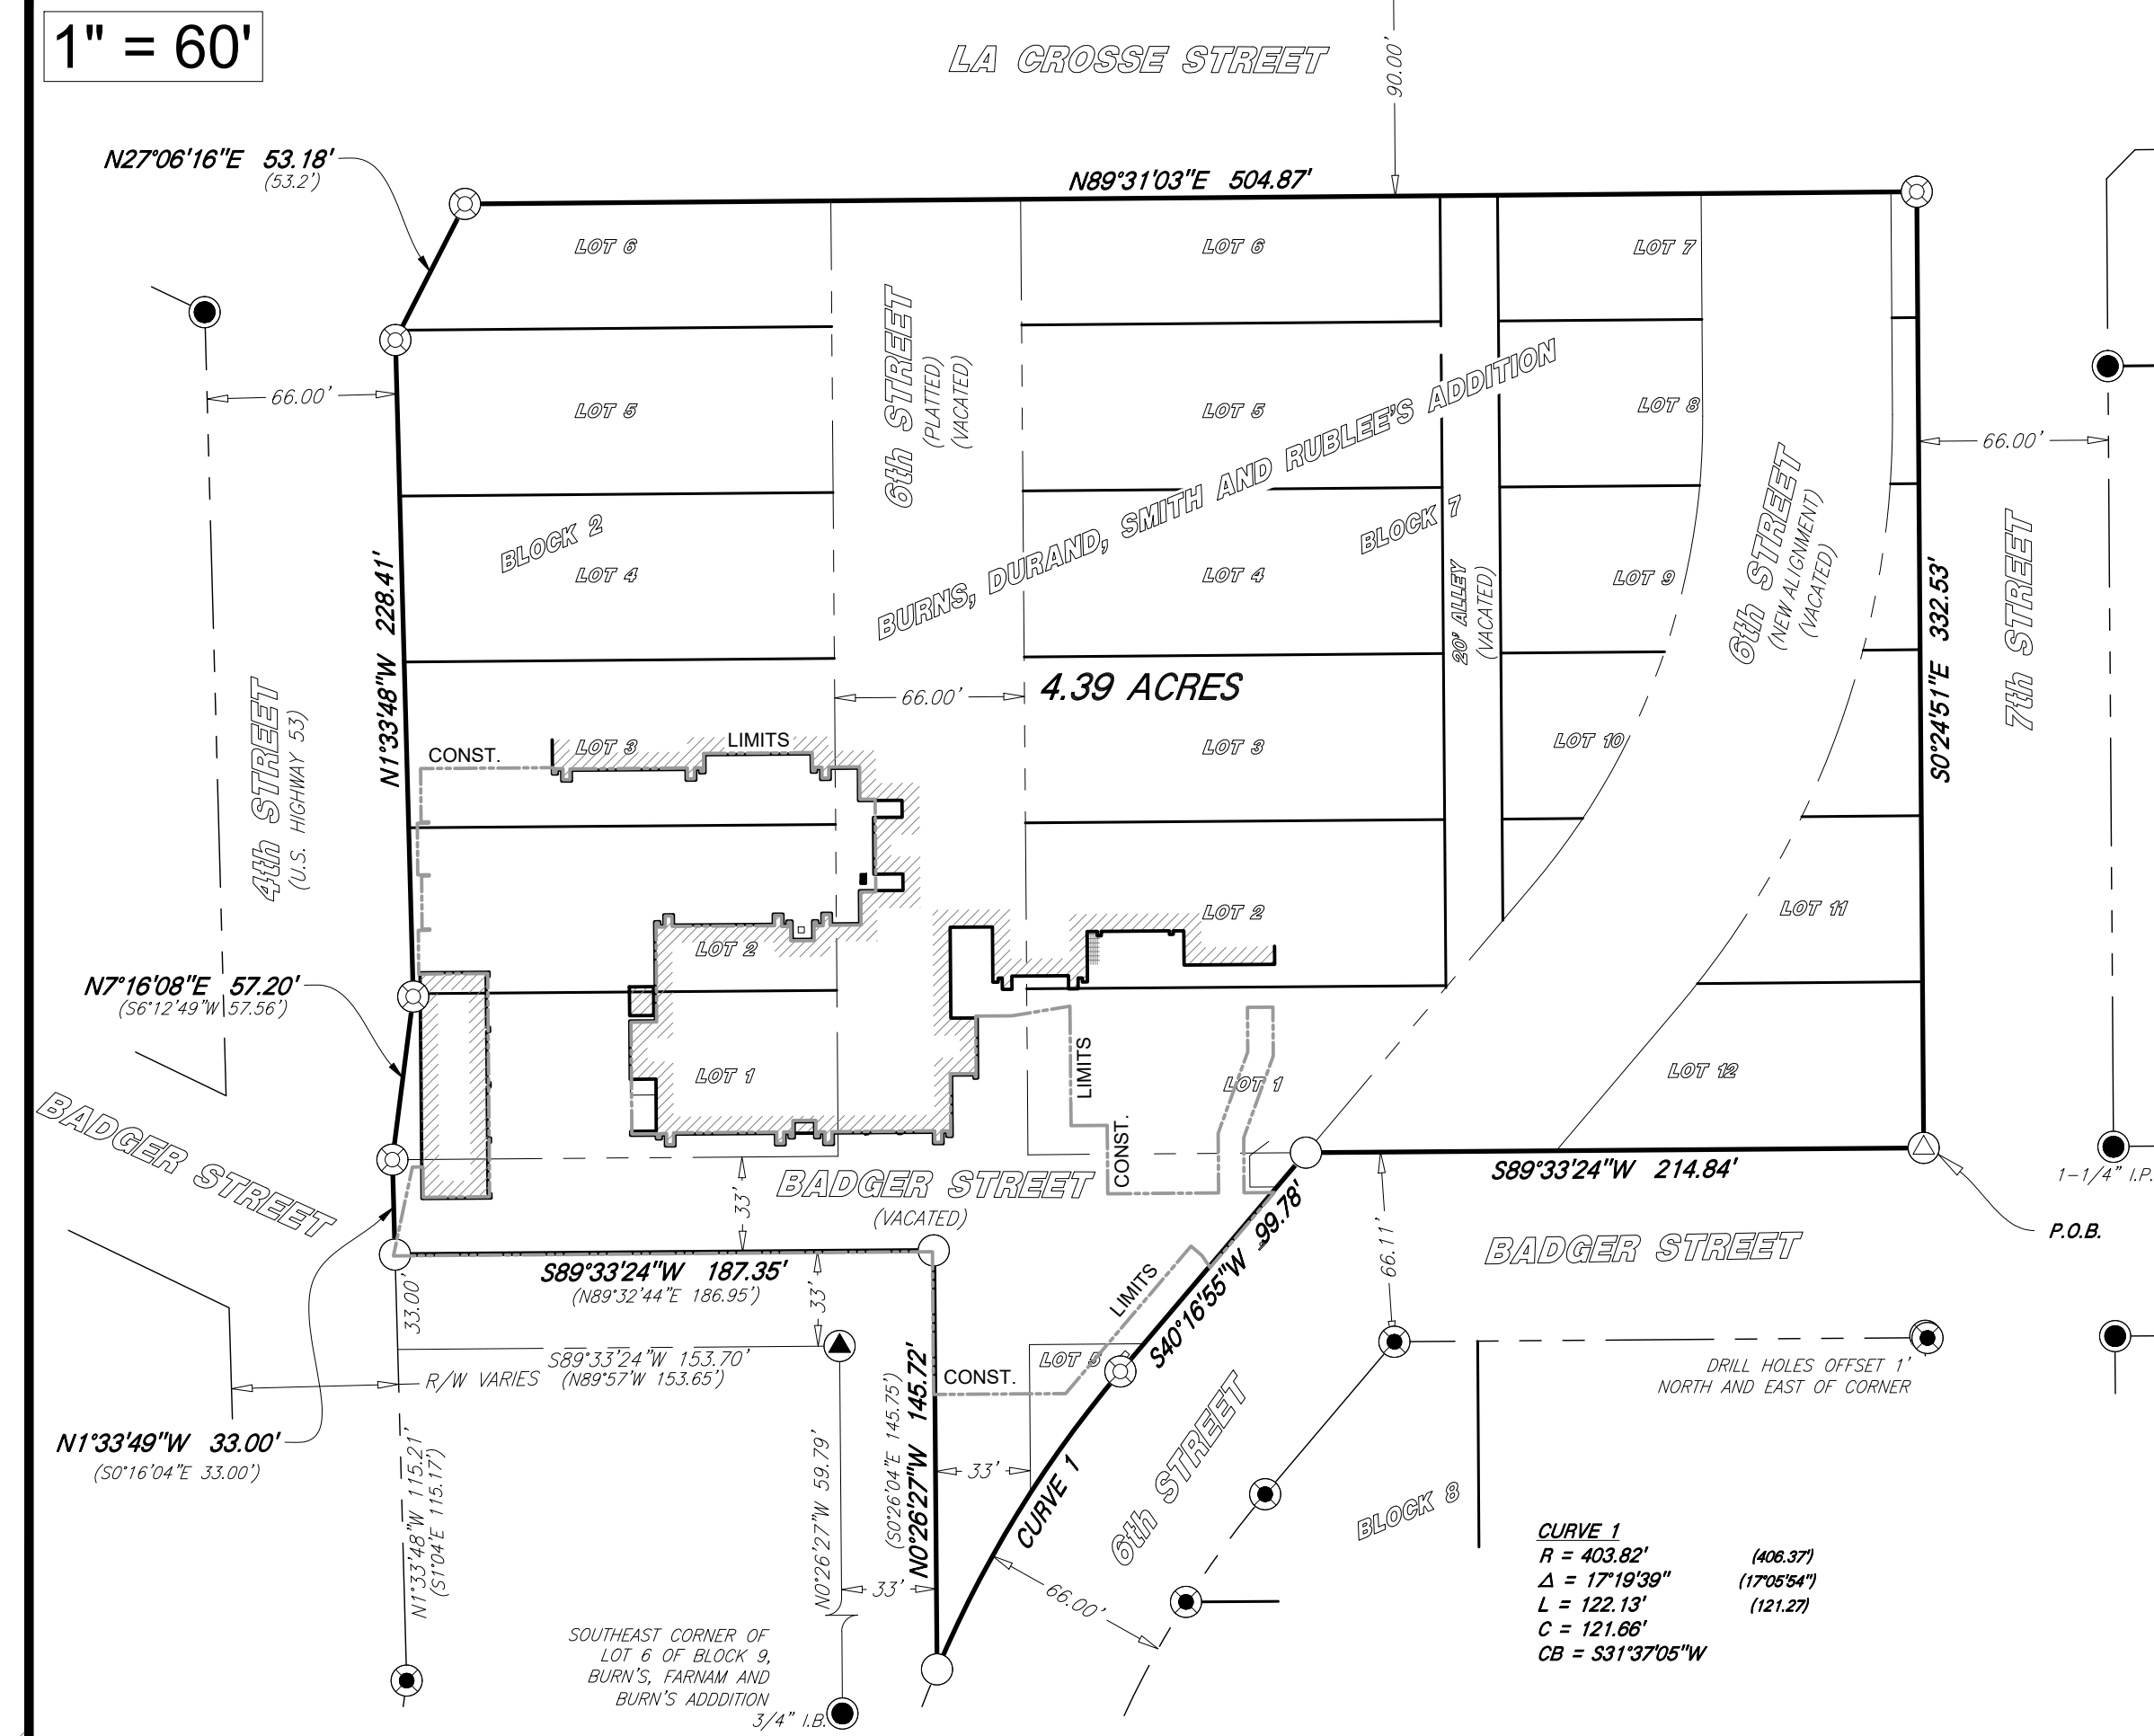 1" = 60'
LA CROSSE STREET
90.00'
N27°06'16"E 53.18'
(53.2')
N89°31'03"E 504.87'
LOT 6
LOT 6
LOT 7
66.00'
LOT 5
6th STREET
(PLATTED)
(VACATED)
LOT 5
LOT 8
66.00'
BURNS, DURAND, SMITH AND RUBLEE'S ADDITION
BLOCK 2
LOT 4
LOT 4
BLOCK 7
20' ALLEY
(VACATED)
LOT 9
6th STREET
(NEW ALIGNMENT)
(VACATED)
N1°33'48"W 228.41'
S0°24'51"E 332.53'
7th STREET
4th STREET
(U.S. HIGHWAY 53)
66.00'
4.39 ACRES
CONST.
LOT 3
LIMITS
LOT 3
LOT 10
LOT 2
LOT 2
LOT 11
N7°16'08"E 57.20'
(S6°12'49"W 57.56')
LOT 1
LIMITS
LOT 1
LOT 12
CONST.
BADGER STREET
33'
BADGER STREET
(VACATED)
S89°33'24"W 214.84'
1-1/4" I.P.
P.O.B.
66.11'
BADGER STREET
S89°33'24"W 187.35'
(N89°32'44"E 186.95')
33.00'
33'
LIMITS
S40°16'55"W 99.78'
S89°33'24"W 153.70'
(N89°57'W 153.65')
R/W VARIES
LOT 5
CONST.
DRILL HOLES OFFSET 1'
NORTH AND EAST OF CORNER
N1°33'49"W 33.00'
(S0°16'04"E 33.00')
N1°33'48"W 115.21'
(S1°04'E 115.17')
N0°26'27"W 59.79'
(S0°26'04"E 145.75')
N0°26'27"W 145.72'
33'
33'
CURVE 1
6th STREET
66.00'
BLOCK 8
CURVE 1
R = 403.82' (406.37')
Δ = 17°19'39" (17°05'54")
L = 122.13' (121.27)
C = 121.66'
CB = S31°37'05"W
SOUTHEAST CORNER OF
LOT 6 OF BLOCK 9,
BURN'S, FARNAM AND
BURN'S ADDDITION
3/4" I.B.